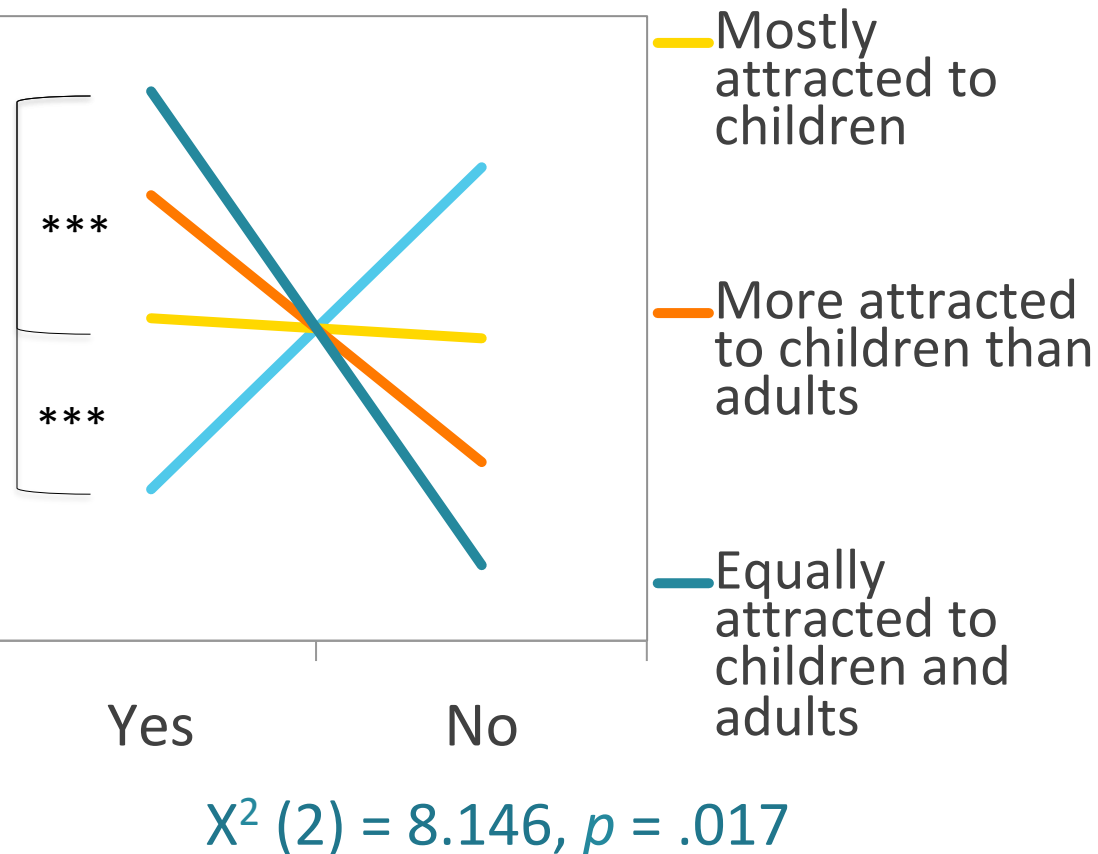 Mostly
attracted to
children
***
More attracted
to children than
adults
***
Equally
attracted to
children and
adults
Yes No
X² (2) = 8.146, p = .017